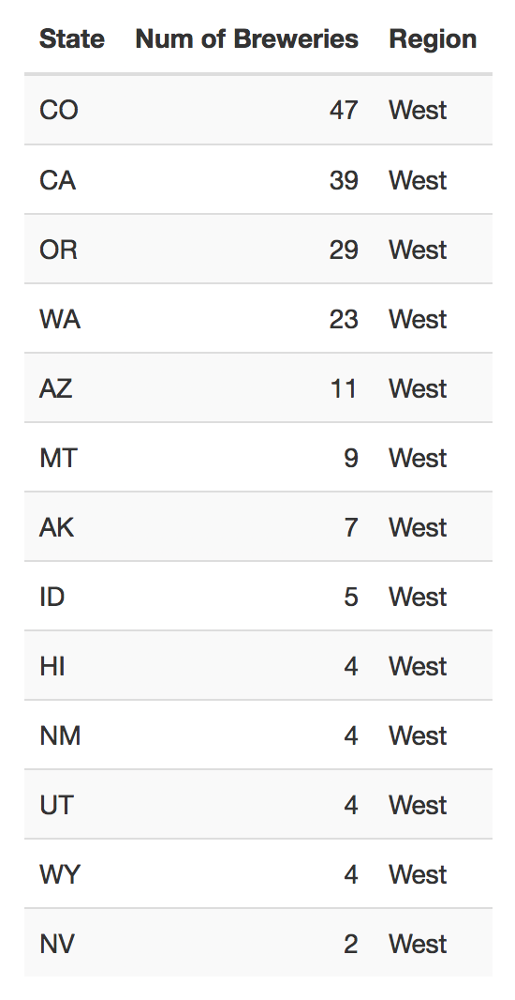 State Num of Breweries Region
CO 47 West
CA 39 West
OR 29 West
WA 23 West
AZ 11 West
MT 9 West
AK 7 West
ID 5 West
HI 4 West
NM 4 West
UT 4 West
WY 4 West
NV 2 West